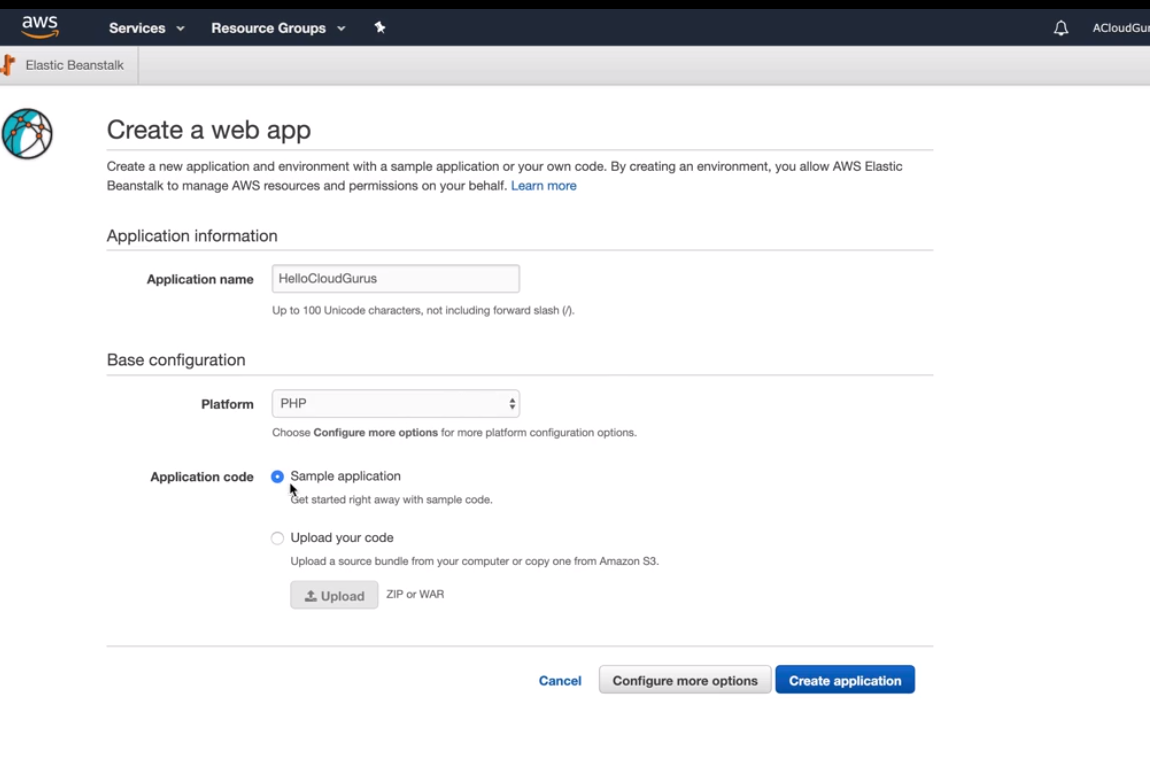 aws Services Resource Groups
Elastic Beanstalk
Create a web app
Create a new application and environment with a sample application or your own code. By creating an environment, you allow AWS Elastic
Beanstalk to manage AWS resources and permissions on your behalf. Learn more
Application information
Application name HelloCloudGurus
Up to 100 Unicode characters, not including forward slash (/).
Base configuration
Platform PHP
Choose Configure more options for more platform configuration options.
Application code Sample application
Get started right away with sample code.
Upload your code
Upload a source bundle from your computer or copy one from Amazon S3.
Upload ZIP or WAR
Cancel Configure more options Create application